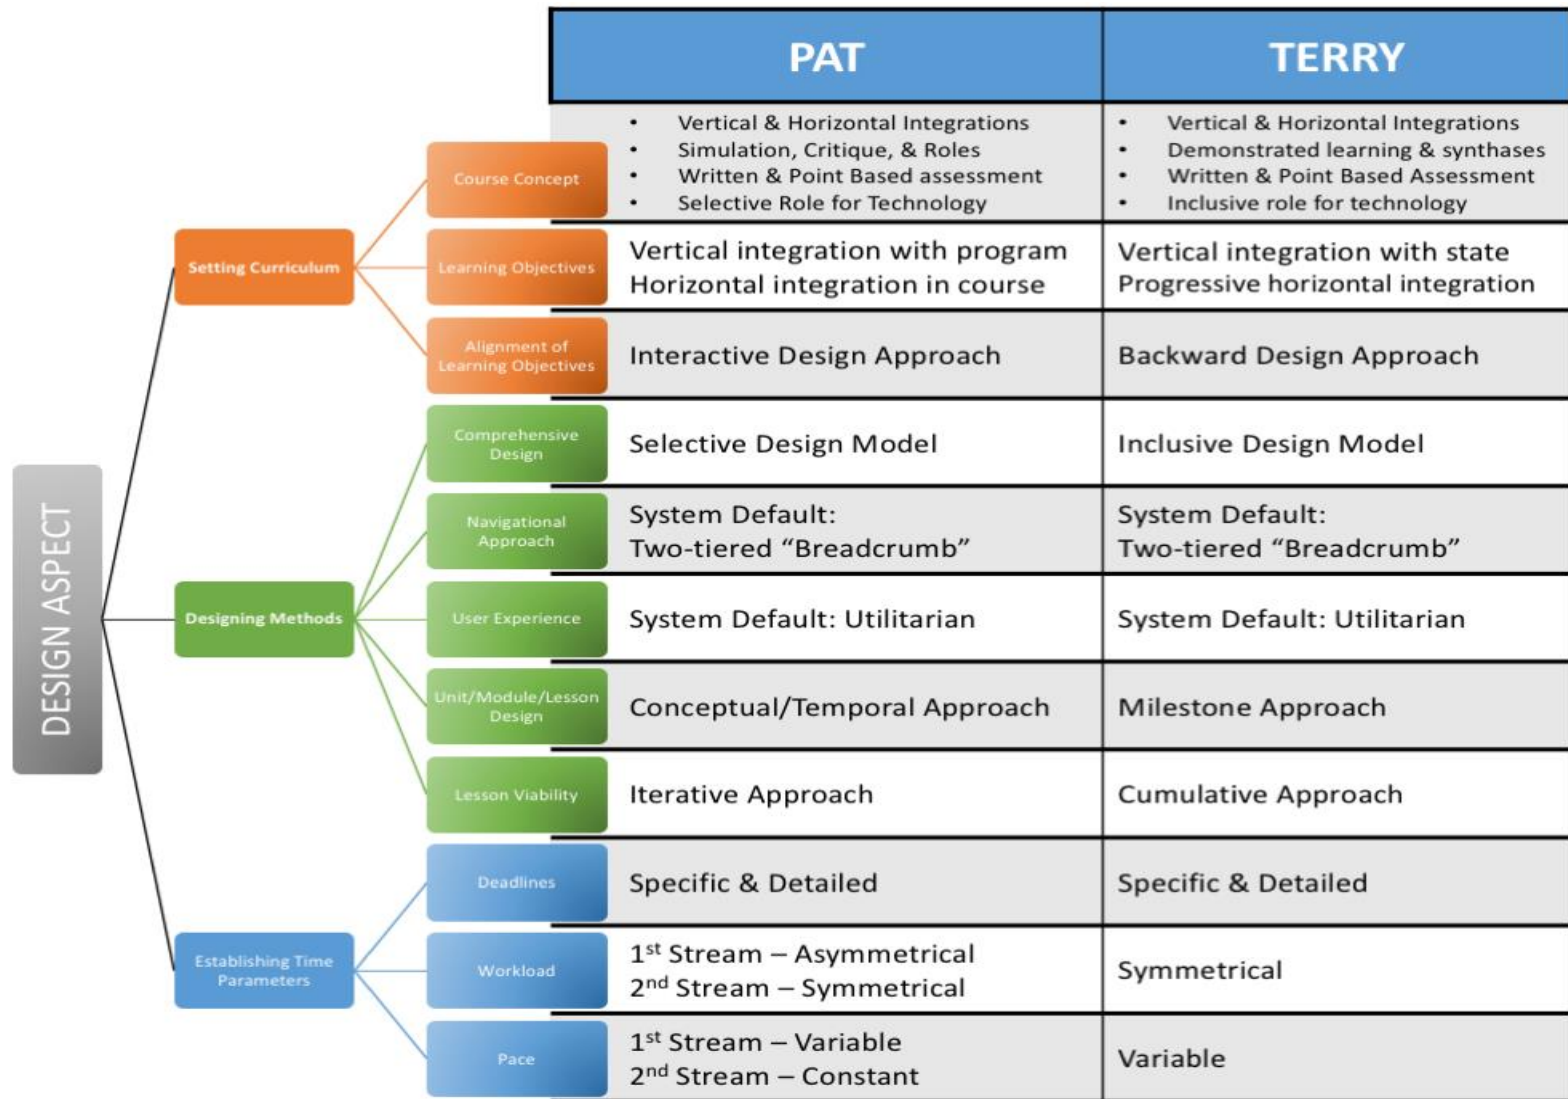 PAT
TERRY
DESIGN ASPECT
Setting Curriculum
Course Concept
• Vertical & Horizontal Integrations
• Simulation, Critique, & Roles
• Written & Point Based assessment
• Selective Role for Technology
• Vertical & Horizontal Integrations
• Demonstrated learning & synthases
• Written & Point Based Assessment
• Inclusive role for technology
Learning Objectives
Vertical integration with program
Horizontal integration in course
Vertical integration with state
Progressive horizontal integration
Alignment of
Learning Objectives
Interactive Design Approach
Backward Design Approach
Designing Methods
Comprehensive
Design
Selective Design Model
Inclusive Design Model
Navigational
Approach
System Default:
Two-tiered “Breadcrumb”
System Default:
Two-tiered “Breadcrumb”
User Experience
System Default: Utilitarian
System Default: Utilitarian
Unit/Module/Lesson
Design
Conceptual/Temporal Approach
Milestone Approach
Lesson Viability
Iterative Approach
Cumulative Approach
Establishing Time
Parameters
Deadlines
Specific & Detailed
Specific & Detailed
Workload
1st Stream – Asymmetrical
2nd Stream – Symmetrical
Symmetrical
Pace
1st Stream – Variable
2nd Stream – Constant
Variable